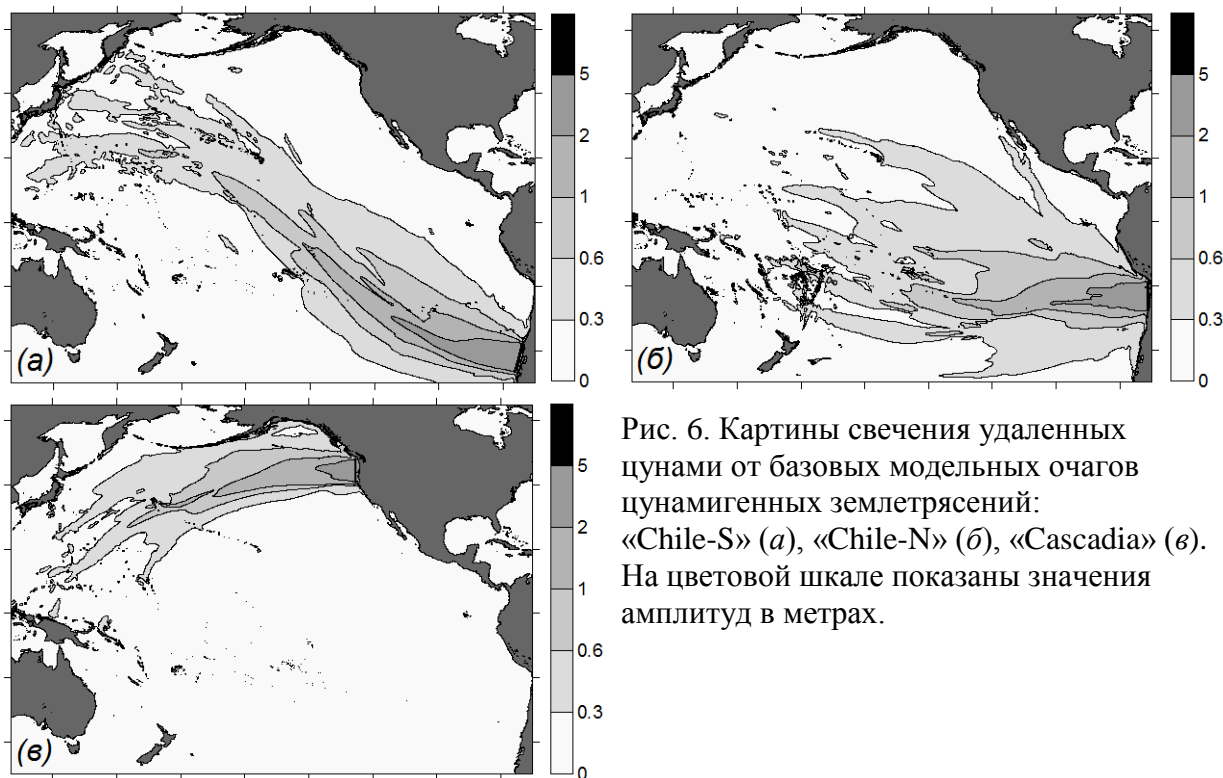 5
2
1
0.6
0.3
0
(а)
5
2
1
0.6
0.3
0
(б)
5
2
1
0.6
0.3
0
(в)
Рис. 6. Картины свечения удаленных
цунами от базовых модельных очагов
цунамигенных землетрясений:
«Chile-S» (а), «Chile-N» (б), «Cascadia» (в).
На цветовой шкале показаны значения
амплитуд в метрах.